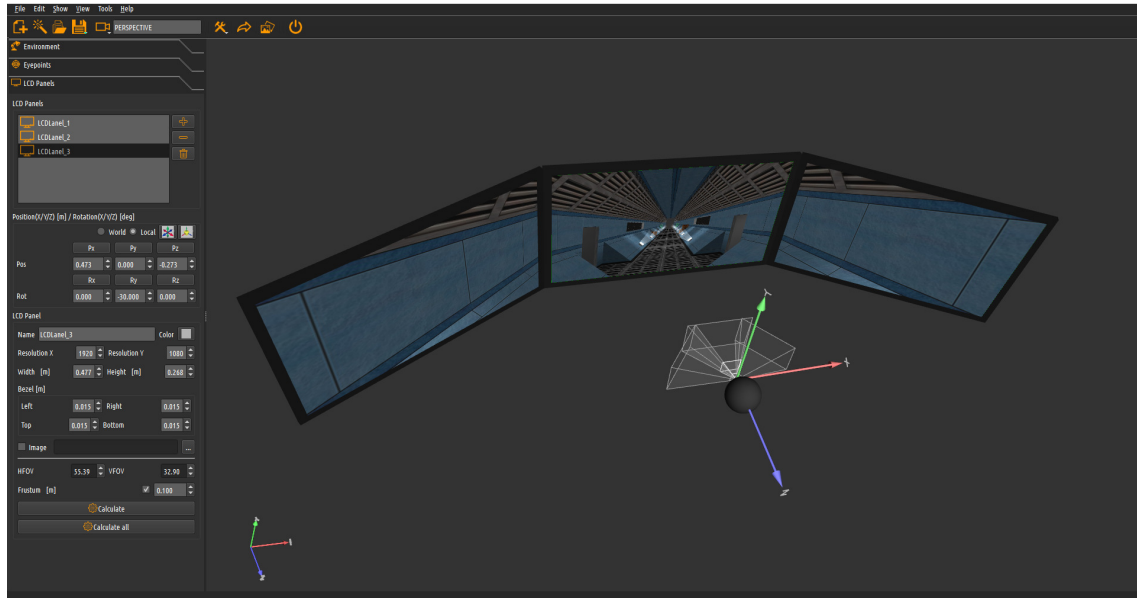 File Edit Show View Tools Help
PERSPECTIVE
Environment
Eyepoints
LCD Panels
LCD Panels
LCDLanel_1
LCDLanel_2
LCDLanel_3
Position(X/Y/Z) [m] / Rotation(X/Y/Z) [deg]
World Local
Px Py Pz
Pos 0.473 0.000 -0.273
Rx Ry Rz
Rot 0.000 -30.000 0.000
LCD Panel
Name LCDLanel_3 Color
Resolution X 1920 Resolution Y 1080
Width [m] 0.477 Height [m] 0.268
Bezel [m]
Left 0.015 Right 0.015
Top 0.015 Bottom 0.015
Image ...
HFOV 55.39 VFOV 32.90
Frustum [m] 0.100
Calculate
Calculate all